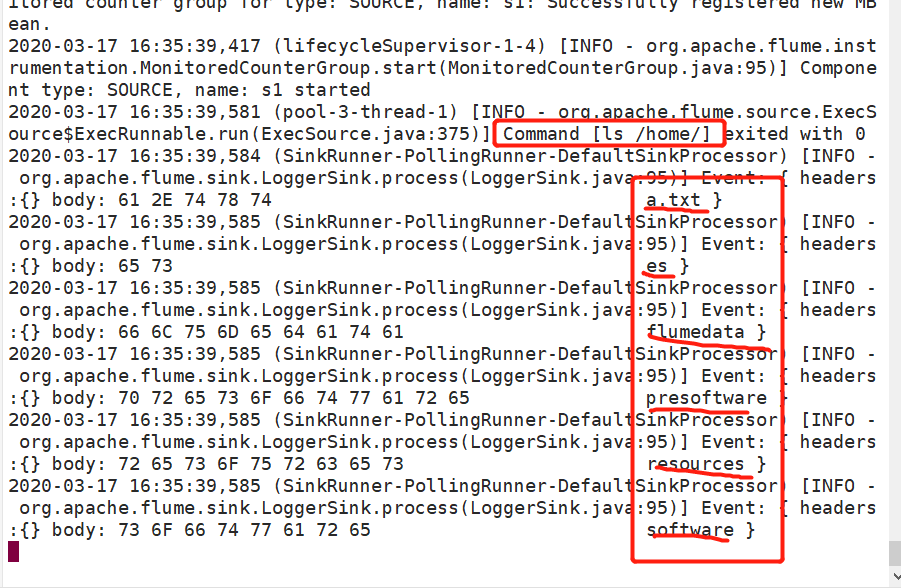 itored counter group for type: SOURCE, name: s1: Successfully registered new MB
ean.
2020-03-17 16:35:39,417 (lifecycleSupervisor-1-4) [INFO - org.apache.flume.inst
rumentation.MonitoredCounterGroup.start(MonitoredCounterGroup.java:95)] Compone
nt type: SOURCE, name: s1 started
2020-03-17 16:35:39,581 (pool-3-thread-1) [INFO - org.apache.flume.source.ExecS
ource$ExecRunnable.run(ExecSource.java:375)] Command [ls /home/] exited with 0
2020-03-17 16:35:39,584 (SinkRunner-PollingRunner-DefaultSinkProcessor) [INFO -
org.apache.flume.sink.LoggerSink.process(LoggerSink.java:95)] Event: { headers
:{} body: 61 2E 74 78 74 a.txt }
2020-03-17 16:35:39,585 (SinkRunner-PollingRunner-DefaultSinkProcessor) [INFO -
org.apache.flume.sink.LoggerSink.process(LoggerSink.java:95)] Event: { headers
:{} body: 65 73 es }
2020-03-17 16:35:39,585 (SinkRunner-PollingRunner-DefaultSinkProcessor) [INFO -
org.apache.flume.sink.LoggerSink.process(LoggerSink.java:95)] Event: { headers
:{} body: 66 6C 75 6D 65 64 61 74 61 flumedata }
2020-03-17 16:35:39,585 (SinkRunner-PollingRunner-DefaultSinkProcessor) [INFO -
org.apache.flume.sink.LoggerSink.process(LoggerSink.java:95)] Event: { headers
:{} body: 70 72 65 73 6F 66 74 77 61 72 65 presoftware }
2020-03-17 16:35:39,585 (SinkRunner-PollingRunner-DefaultSinkProcessor) [INFO -
org.apache.flume.sink.LoggerSink.process(LoggerSink.java:95)] Event: { headers
:{} body: 72 65 73 6F 75 72 63 65 73 resources }
2020-03-17 16:35:39,585 (SinkRunner-PollingRunner-DefaultSinkProcessor) [INFO -
org.apache.flume.sink.LoggerSink.process(LoggerSink.java:95)] Event: { headers
:{} body: 73 6F 66 74 77 61 72 65 software }